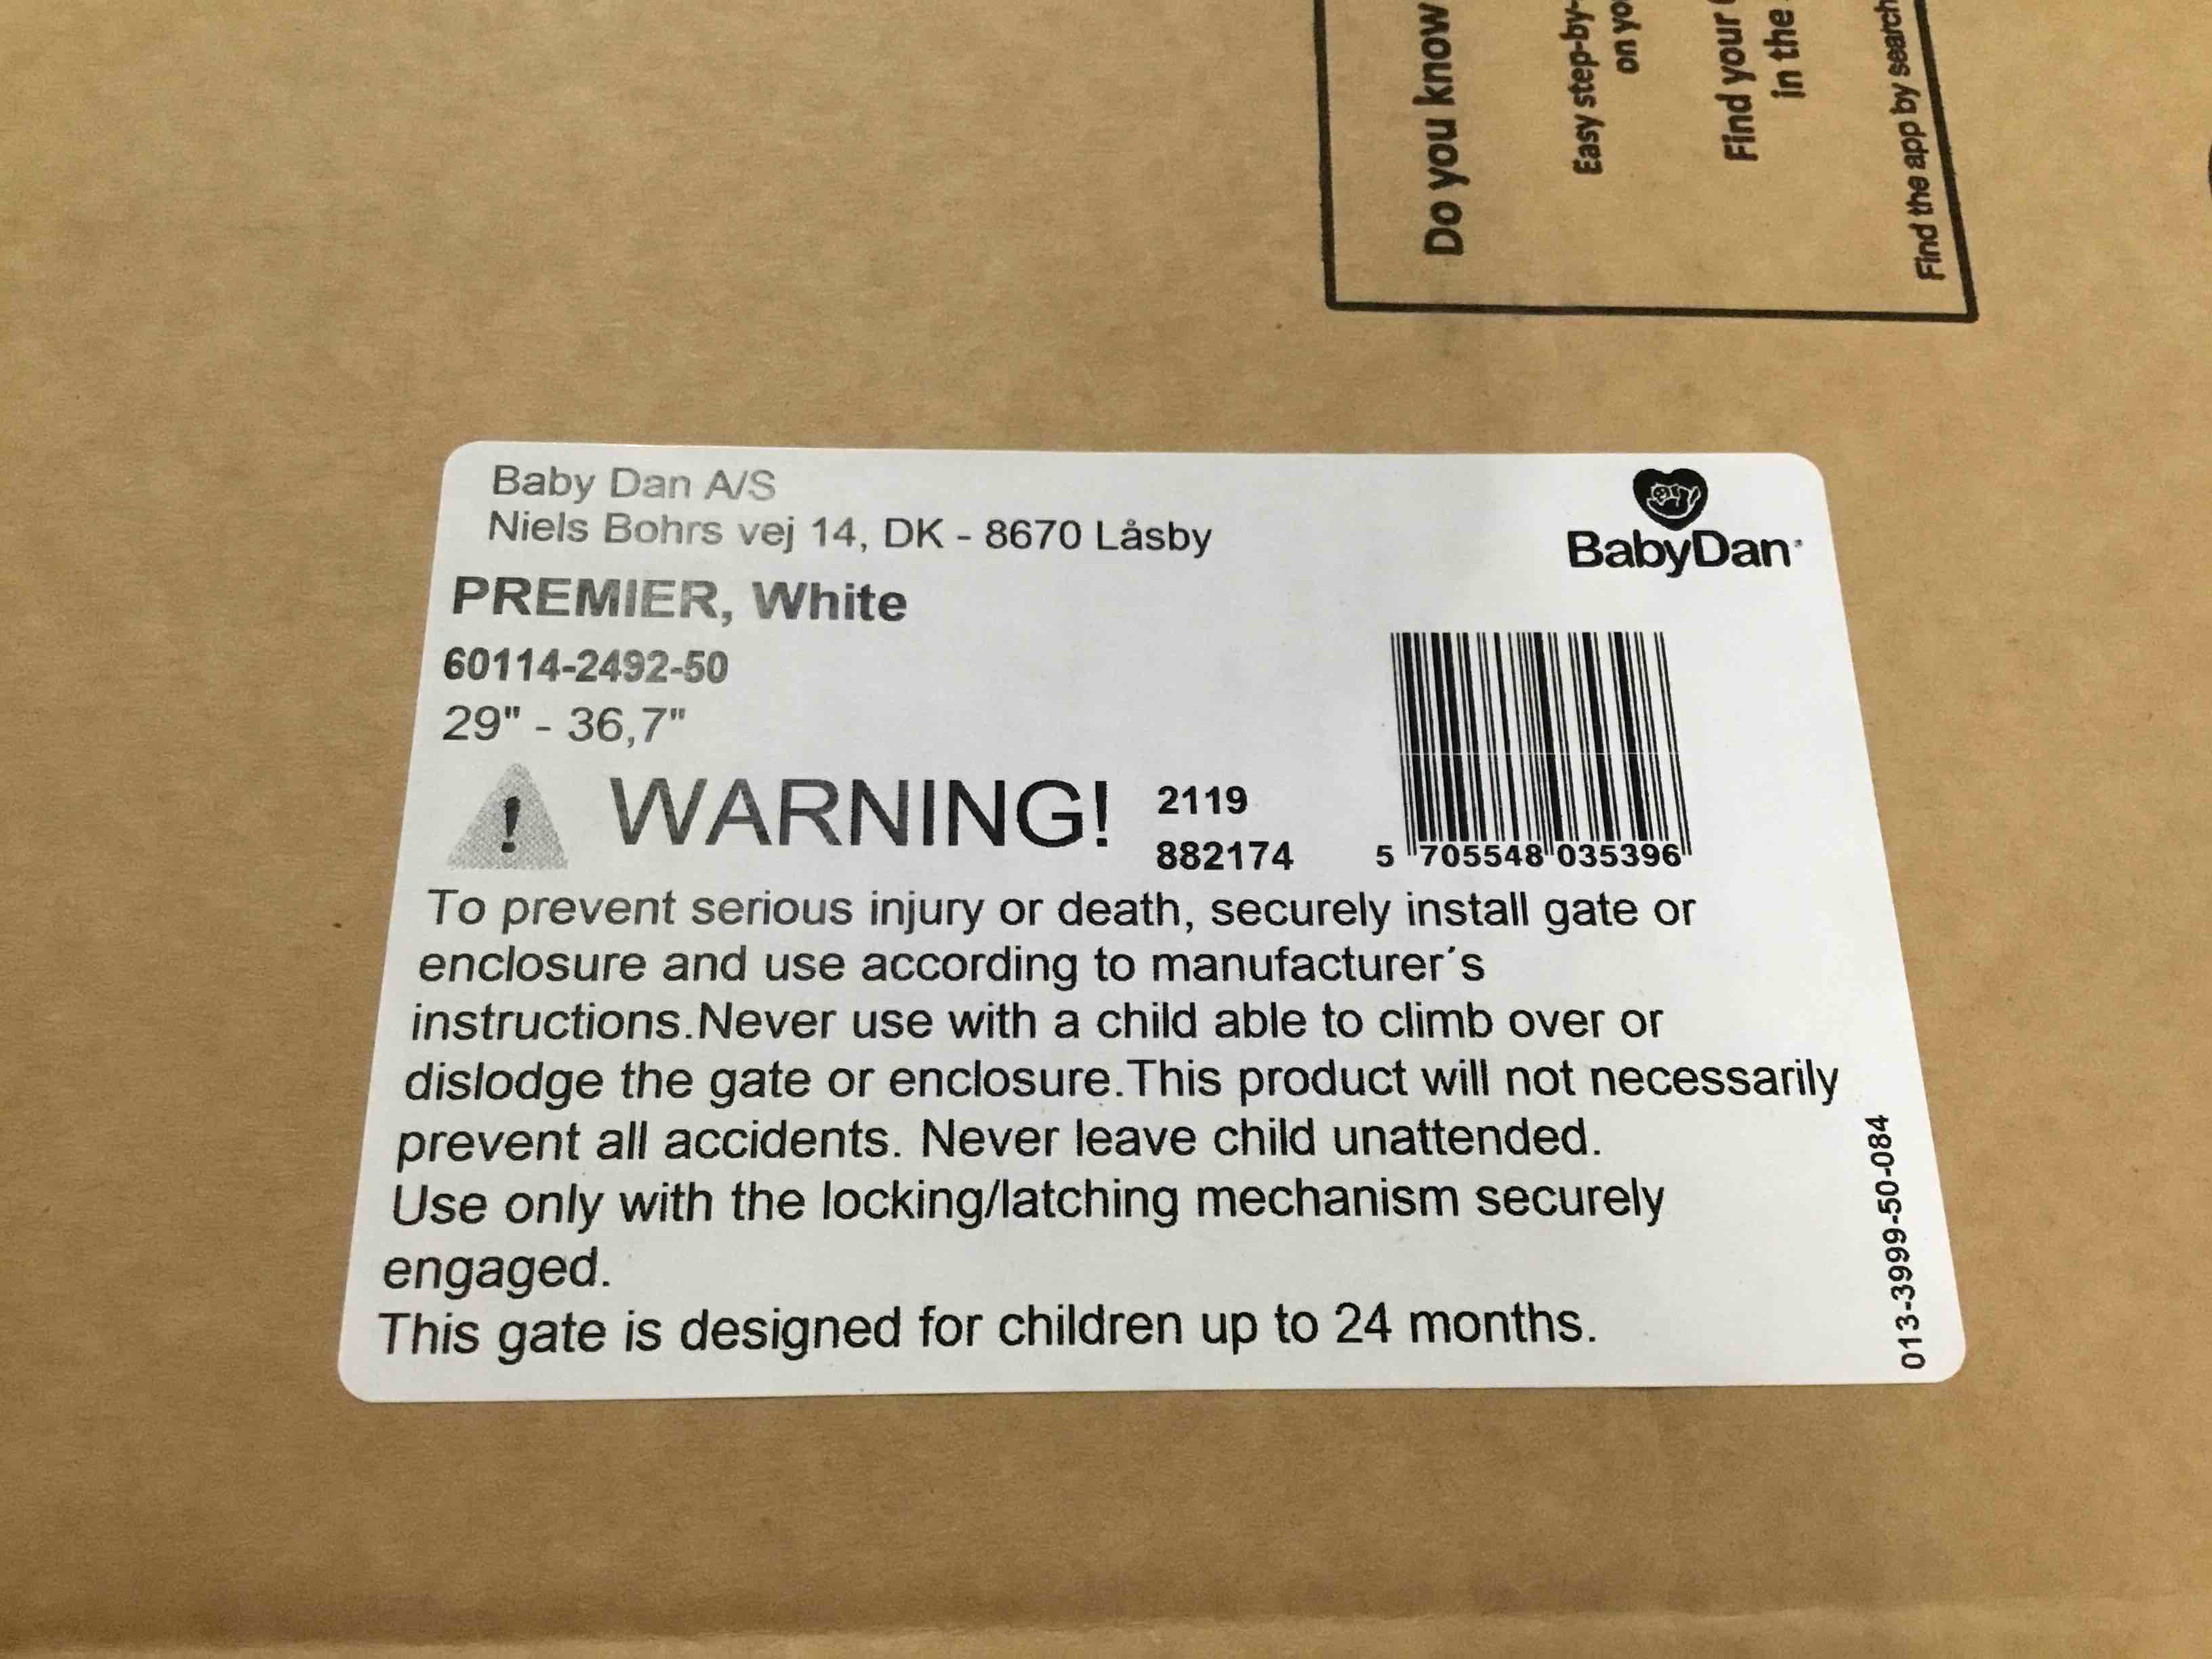 Do you know
Easy step-by-
on yo
Find your
in the
Find the app by search
Baby Dan A/S
Niels Bohrs vej 14, DK - 8670 Låsby
BabyDan
PREMIER, White
60114-2492-50
29" - 36,7"
! WARNING!
2119
882174
5 705548 035396
To prevent serious injury or death, securely install gate or
enclosure and use according to manufacturer´s
instructions.Never use with a child able to climb over or
dislodge the gate or enclosure.This product will not necessarily
prevent all accidents. Never leave child unattended.
Use only with the locking/latching mechanism securely
engaged.
This gate is designed for children up to 24 months.
013-3999-50-084